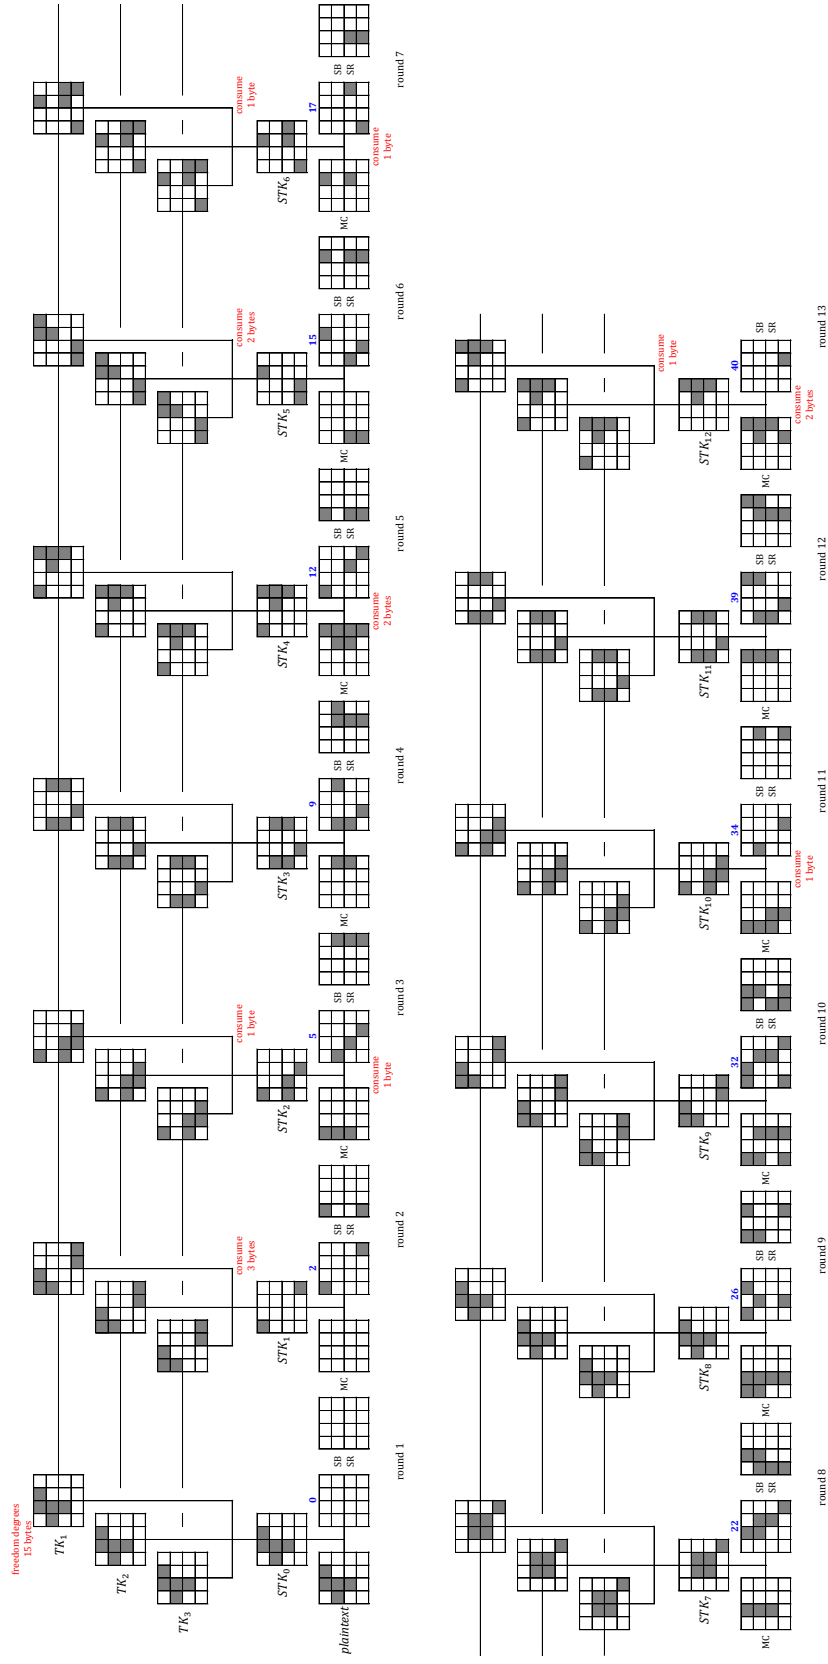 freedom degrees
15 bytes
TK₁
TK₂
TK₃
consume
3 bytes
consume
1 byte
consume
2 bytes
consume
1 byte
STK₀
STK₁
STK₂
STK₃
STK₄
STK₅
STK₆
0
2
5
9
12
15
17
plaintext
SB
SR
MC
SB
SR
MC
SB
SR
MC
SB
SR
MC
SB
SR
MC
SB
SR
MC
SB
SR
consume
1 byte
consume
2 bytes
consume
1 byte
round 1
round 2
round 3
round 4
round 5
round 6
round 7
consume
1 byte
STK₇
STK₈
STK₉
STK₁₀
STK₁₁
STK₁₂
22
26
32
34
39
40
MC
SB
SR
MC
SB
SR
MC
SB
SR
MC
SB
SR
MC
SB
SR
MC
SB
SR
consume
1 byte
consume
2 bytes
round 8
round 9
round 10
round 11
round 12
round 13